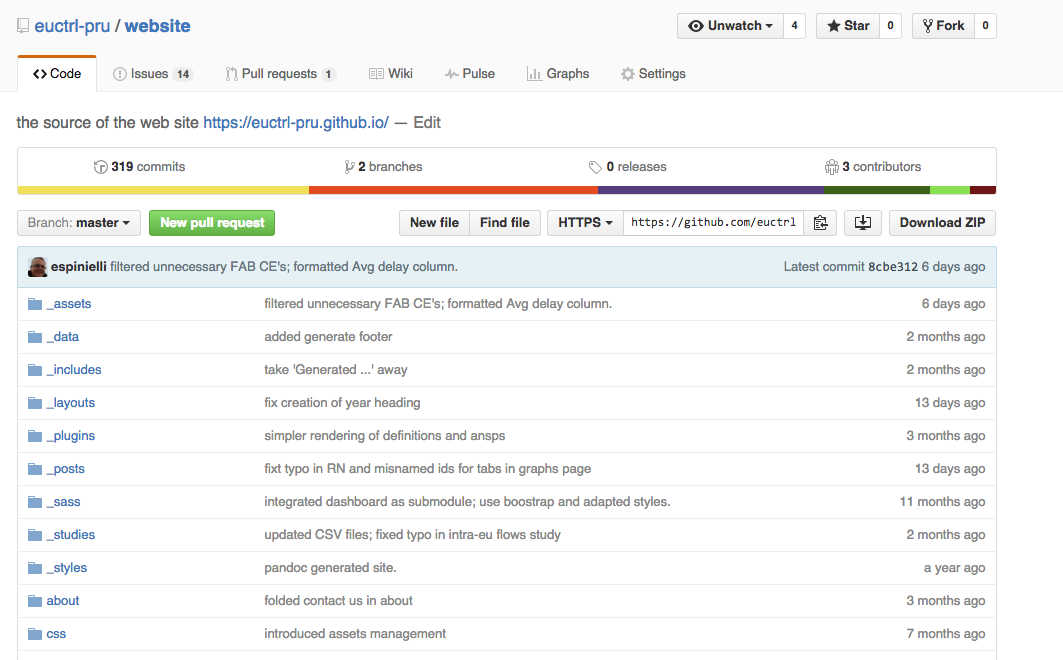 euctrl-pru / website Unwatch 4 Star 0 Fork 0
Code Issues 14 Pull requests 1 Wiki Pulse Graphs Settings
the source of the web site https://euctrl-pru.github.io/ — Edit
319 commits 2 branches 0 releases 3 contributors
Branch: master New pull request New file Find file HTTPS https://github.com/euctrl Download ZIP
espinielli filtered unnecessary FAB CE's; formatted Avg delay column. Latest commit 8cbe312 6 days ago
_assets filtered unnecessary FAB CE's; formatted Avg delay column. 6 days ago
_data added generate footer 2 months ago
_includes take 'Generated ...' away 2 months ago
_layouts fix creation of year heading 13 days ago
_plugins simpler rendering of definitions and ansps 3 months ago
_posts fixt typo in RN and misnamed ids for tabs in graphs page 13 days ago
_sass integrated dashboard as submodule; use boostrap and adapted styles. 11 months ago
_studies updated CSV files; fixed typo in intra-eu flows study 2 months ago
_styles pandoc generated site. a year ago
about folded contact us in about 3 months ago
css introduced assets management 7 months ago